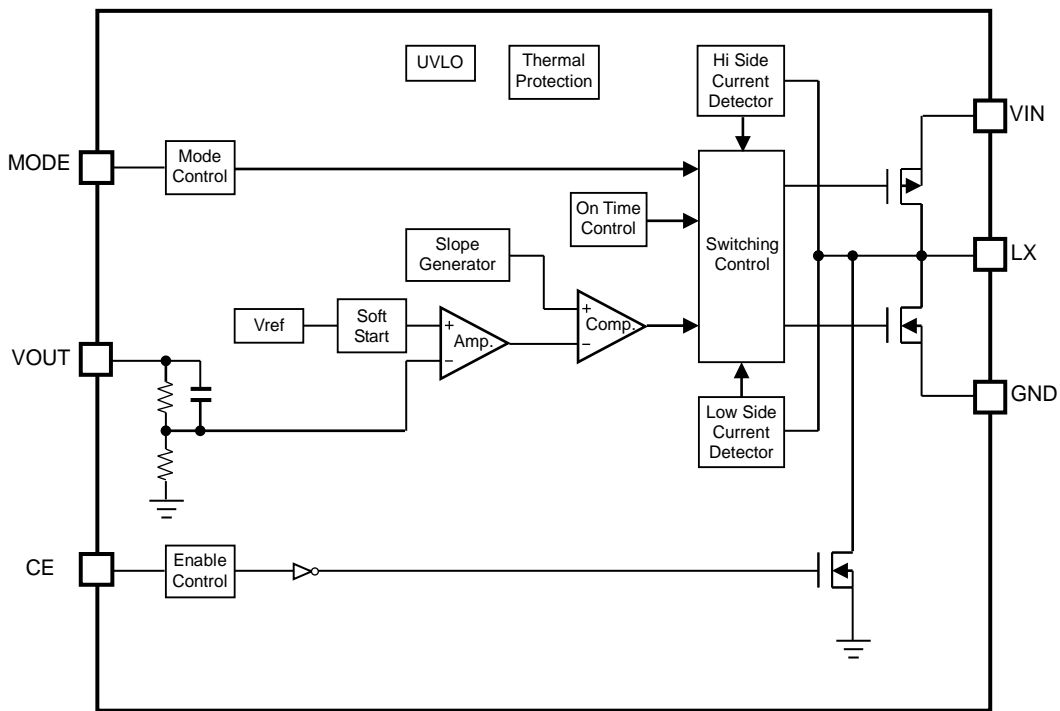 UVLO
Thermal
Protection
Hi Side
Current
Detector
VIN
MODE
Mode
Control
On Time
Control
Switching
Control
Slope
Generator
LX
Vref
Soft
Start
+
Amp.
−
+
Comp.
−
VOUT
GND
Low Side
Current
Detector
CE
Enable
Control